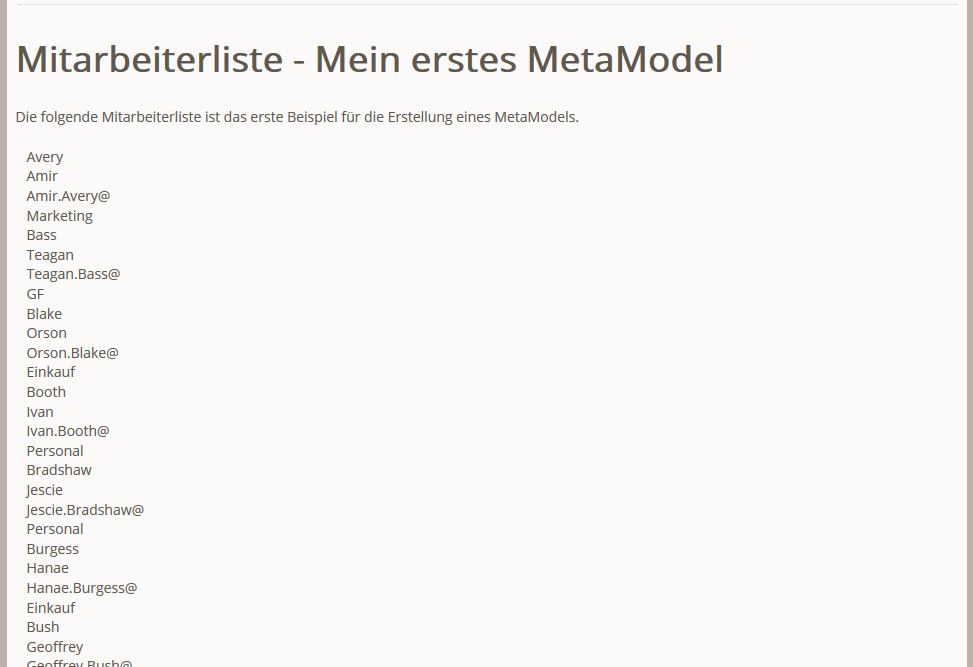 Mitarbeiterliste - Mein erstes MetaModel
Die folgende Mitarbeiterliste ist das erste Beispiel für die Erstellung eines MetaModels.
Avery
Amir
Amir.Avery@
Marketing
Bass
Teagan
Teagan.Bass@
GF
Blake
Orson
Orson.Blake@
Einkauf
Booth
Ivan
Ivan.Booth@
Personal
Bradshaw
Jescie
Jescie.Bradshaw@
Personal
Burgess
Hanae
Hanae.Burgess@
Einkauf
Bush
Geoffrey
Geoffrey.Bush@